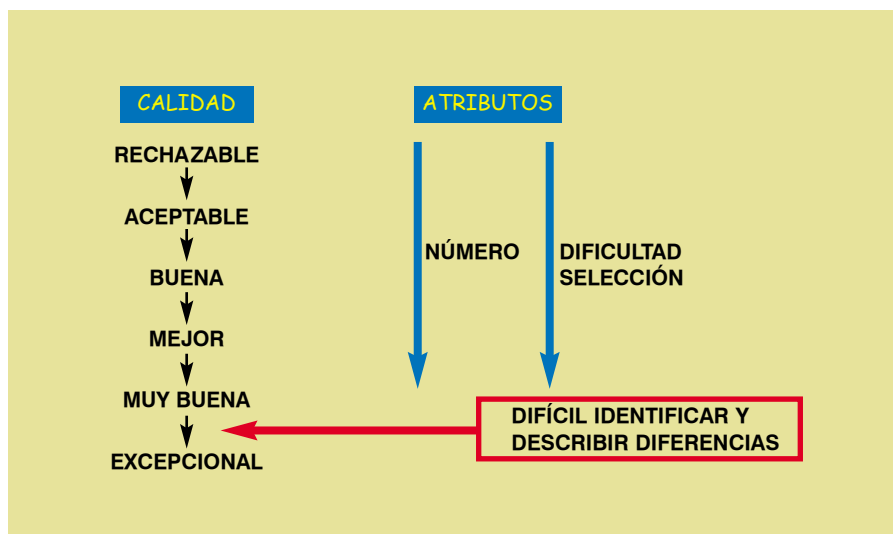 CALIDAD
ATRIBUTOS
RECHAZABLE
ACEPTABLE
BUENA
MEJOR
MUY BUENA
EXCEPCIONAL
NÚMERO
DIFICULTAD
SELECCIÓN
DIFÍCIL IDENTIFICAR Y
DESCRIBIR DIFERENCIAS